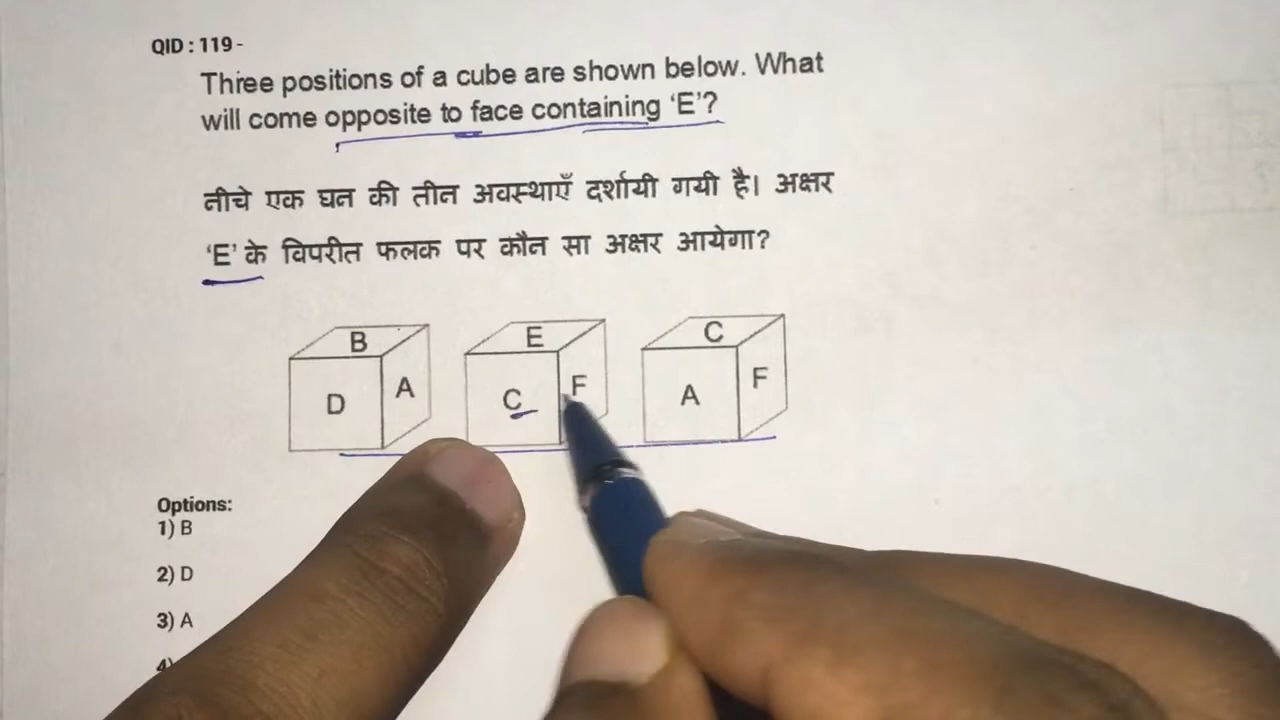 QID : 119 -
Three positions of a cube are shown below. What
will come opposite to face containing ‘E’?
नीचे एक घन की तीन अवस्थाएँ दर्शायी गयी है। अक्षर
‘E’ के विपरीत फलक पर कौन सा अक्षर आयेगा?
B
D A
E
C F
C
A F
Options:
1) B
2) D
3) A
4)